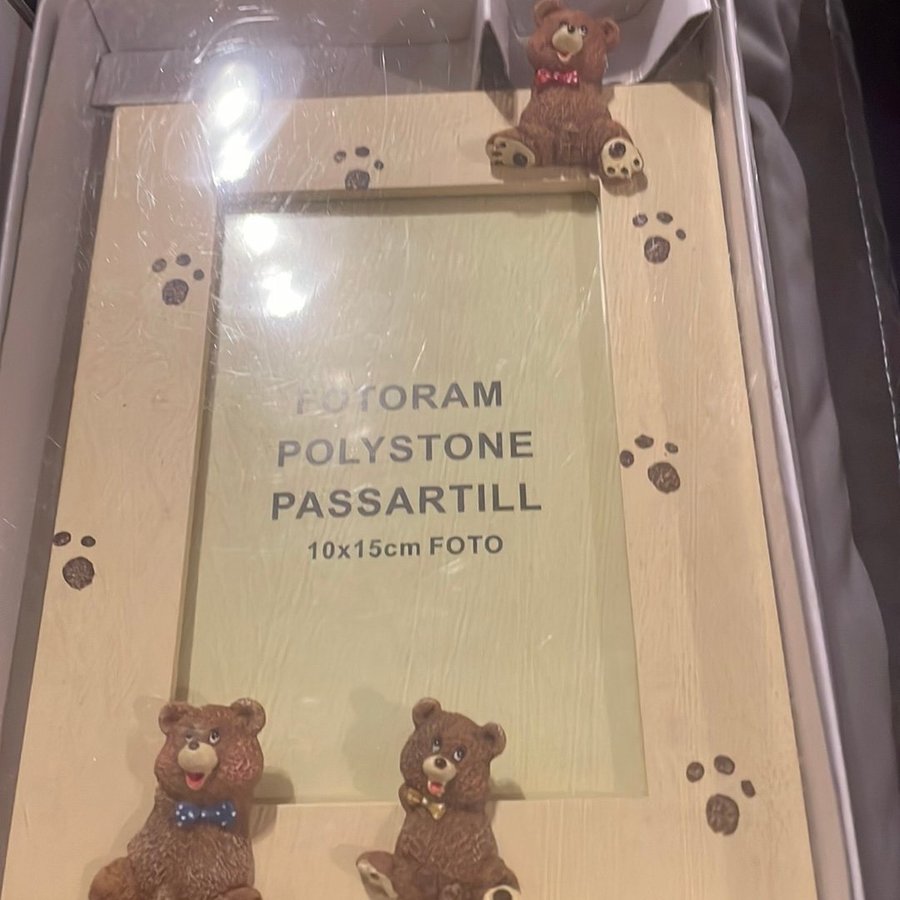 FOTORAM
POLYSTONE
PASSARTILL
10x15cm FOTO